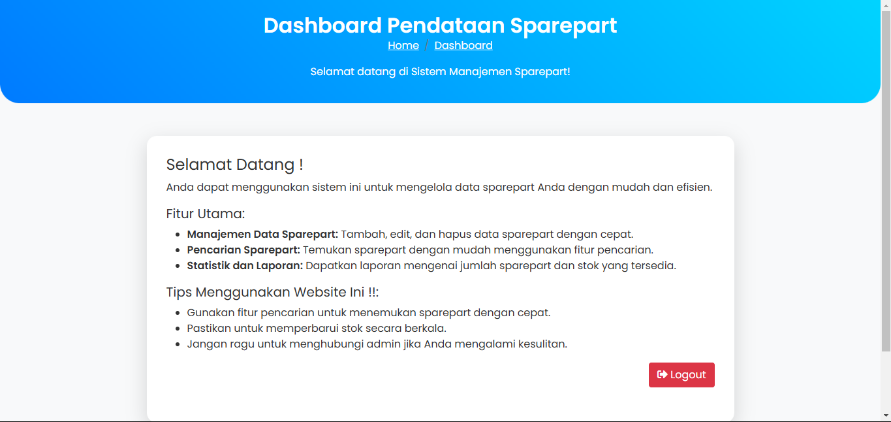 Dashboard Pendataan Sparepart
Home / Dashboard
Selamat datang di Sistem Manajemen Sparepart!
Selamat Datang !
Anda dapat menggunakan sistem ini untuk mengelola data sparepart Anda dengan mudah dan efisien.
Fitur Utama:
• Manajemen Data Sparepart: Tambah, edit, dan hapus data sparepart dengan cepat.
• Pencarian Sparepart: Temukan sparepart dengan mudah menggunakan fitur pencarian.
• Statistik dan Laporan: Dapatkan laporan mengenai jumlah sparepart dan stok yang tersedia.
Tips Menggunakan Website Ini !!:
• Gunakan fitur pencarian untuk menemukan sparepart dengan cepat.
• Pastikan untuk memperbarui stok secara berkala.
• Jangan ragu untuk menghubungi admin jika Anda mengalami kesulitan.
Logout